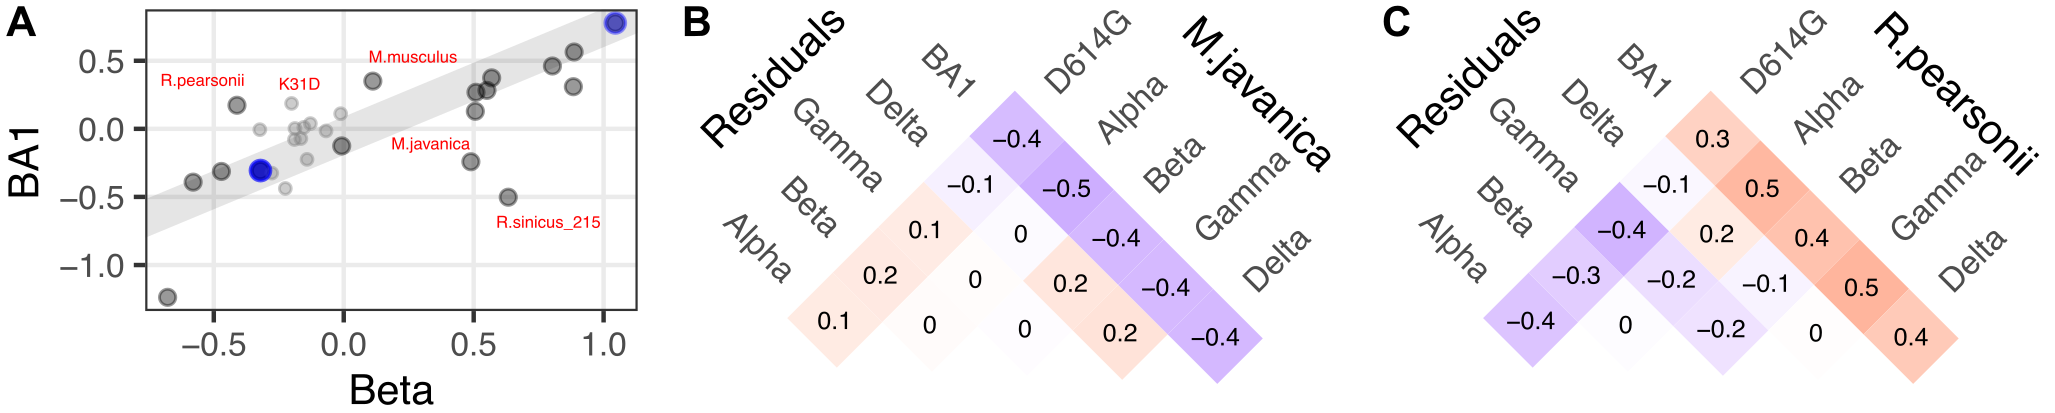 A
BA1
0.5
0.0
−0.5
−1.0
R.pearsonii
K31D
M.musculus
M.javanica
R.sinicus_215
−0.5
0.0
0.5
1.0
Beta
B
Residuals
BA1
Delta
Gamma
Beta
Alpha
D614G
Alpha
Beta
Gamma
Delta
M.javanica
−0.4
−0.1
−0.5
0.1
0
−0.4
0.2
0
0.2
−0.4
0.1
0
0
0.2
−0.4
C
Residuals
BA1
Delta
Gamma
Beta
Alpha
D614G
Alpha
Beta
Gamma
Delta
R.pearsonii
0.3
−0.1
0.5
−0.4
0.2
0.4
−0.3
−0.2
−0.1
0.5
−0.4
0
−0.2
0
0.4